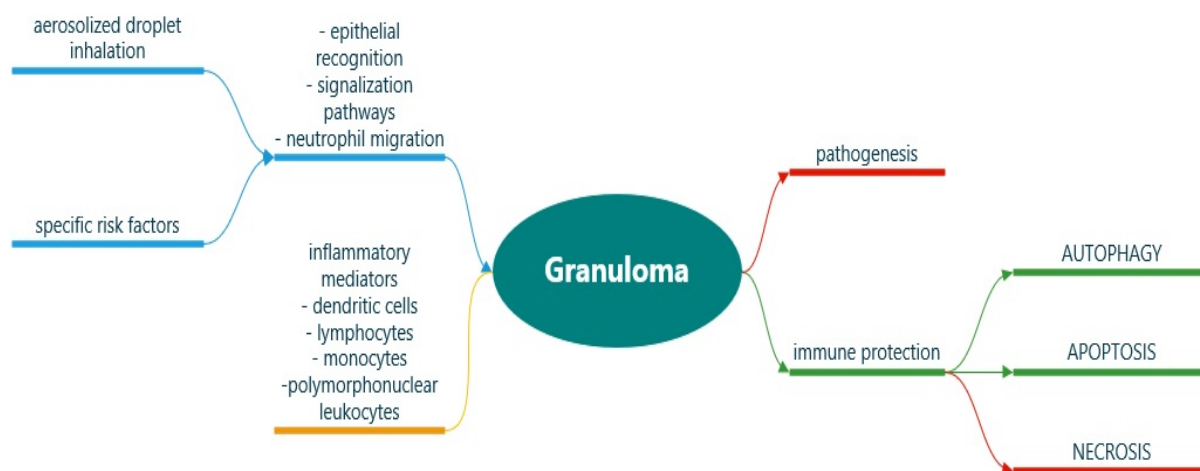 aerosolized droplet
inhalation
specific risk factors
- epithelial
recognition
- signalization
pathways
- neutrophil migration
inflammatory
mediators
- dendritic cells
- lymphocytes
- monocytes
-polymorphonuclear
leukocytes
Granuloma
pathogenesis
immune protection
AUTOPHAGY
APOPTOSIS
NECROSIS